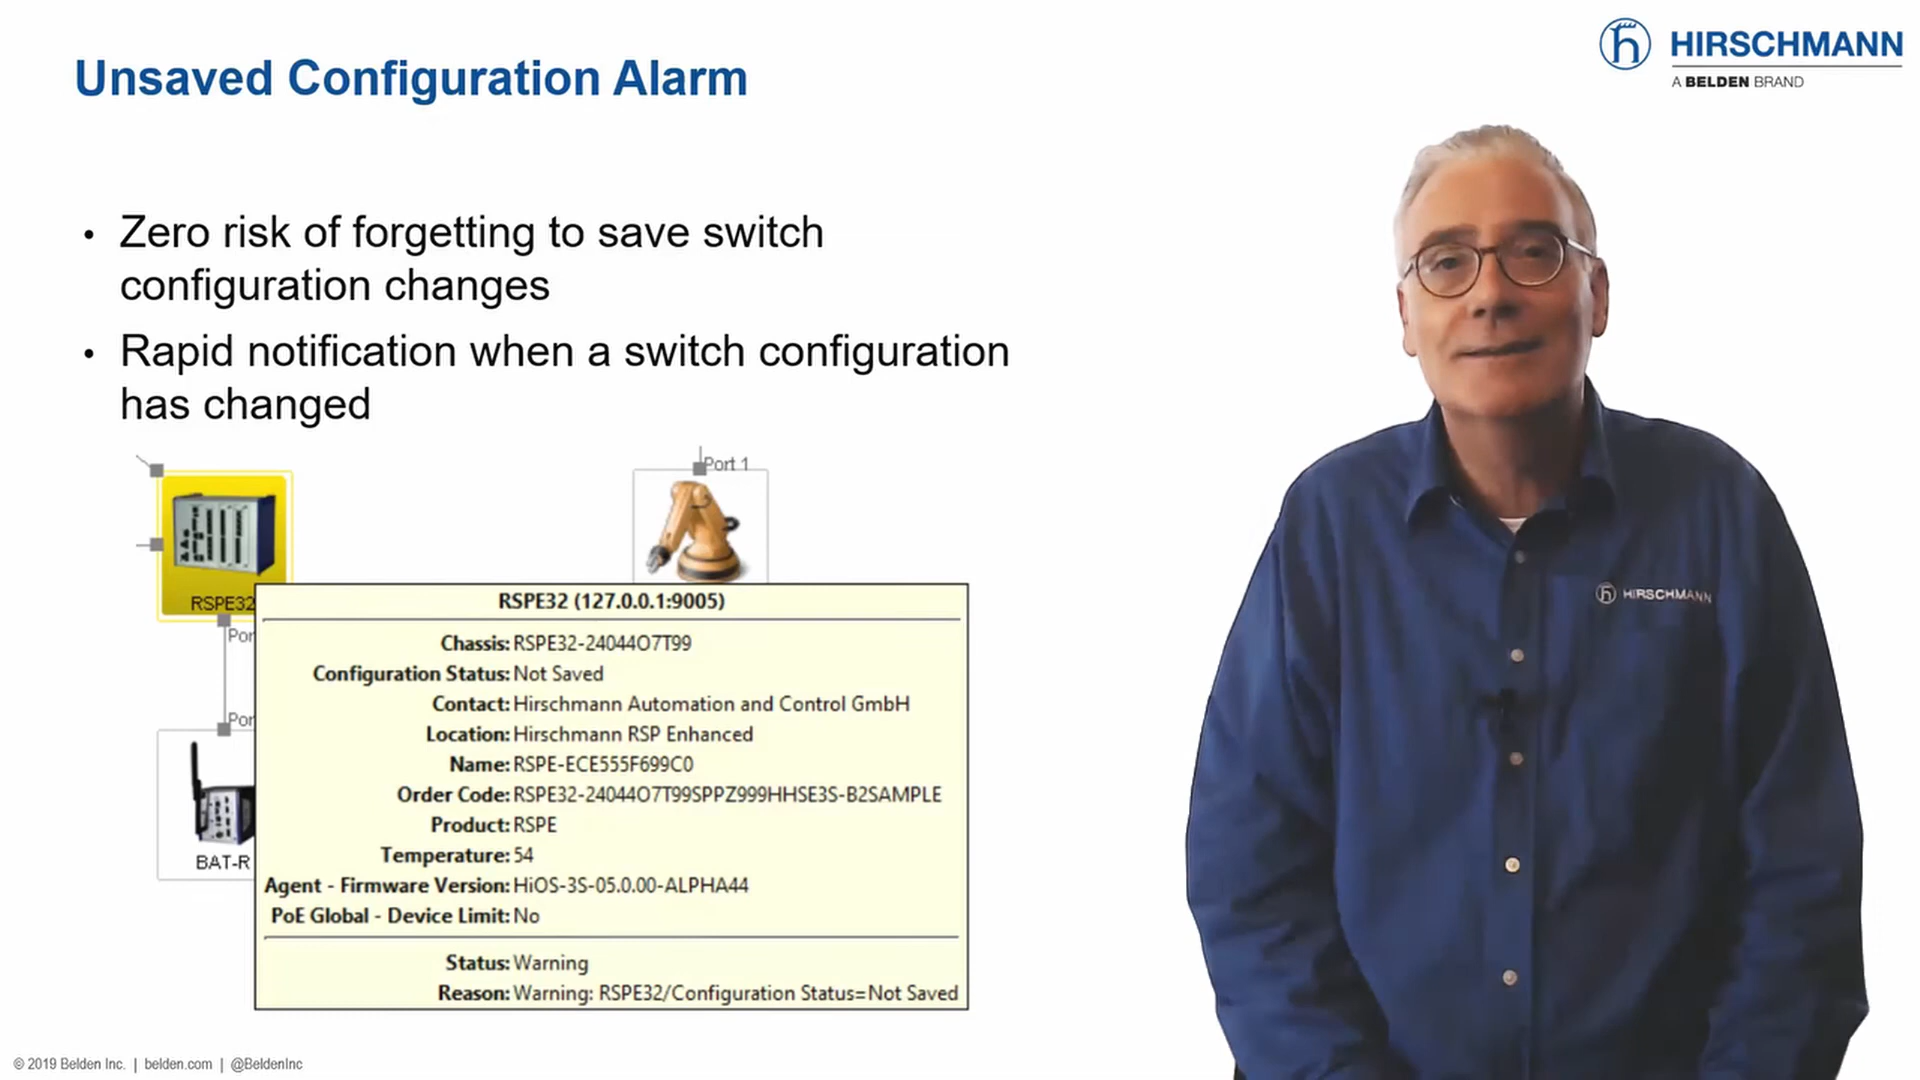 Unsaved Configuration Alarm
HIRSCHMANN
A BELDEN BRAND
• Zero risk of forgetting to save switch
configuration changes
• Rapid notification when a switch configuration
has changed
Port 1
RSPE32
Por
Por
BAT-R
RSPE32 (127.0.0.1:9005)
Chassis: RSPE32-24044O7T99
Configuration Status: Not Saved
Contact: Hirschmann Automation and Control GmbH
Location: Hirschmann RSP Enhanced
Name: RSPE-ECE555F699C0
Order Code: RSPE32-24044O7T99SPPZ999HHSE3S-B2SAMPLE
Product: RSPE
Temperature: 54
Agent - Firmware Version: HiOS-3S-05.0.00-ALPHA44
PoE Global - Device Limit: No
Status: Warning
Reason: Warning: RSPE32/Configuration Status=Not Saved
HIRSCHMANN
© 2019 Belden Inc. | belden.com | @BeldenInc